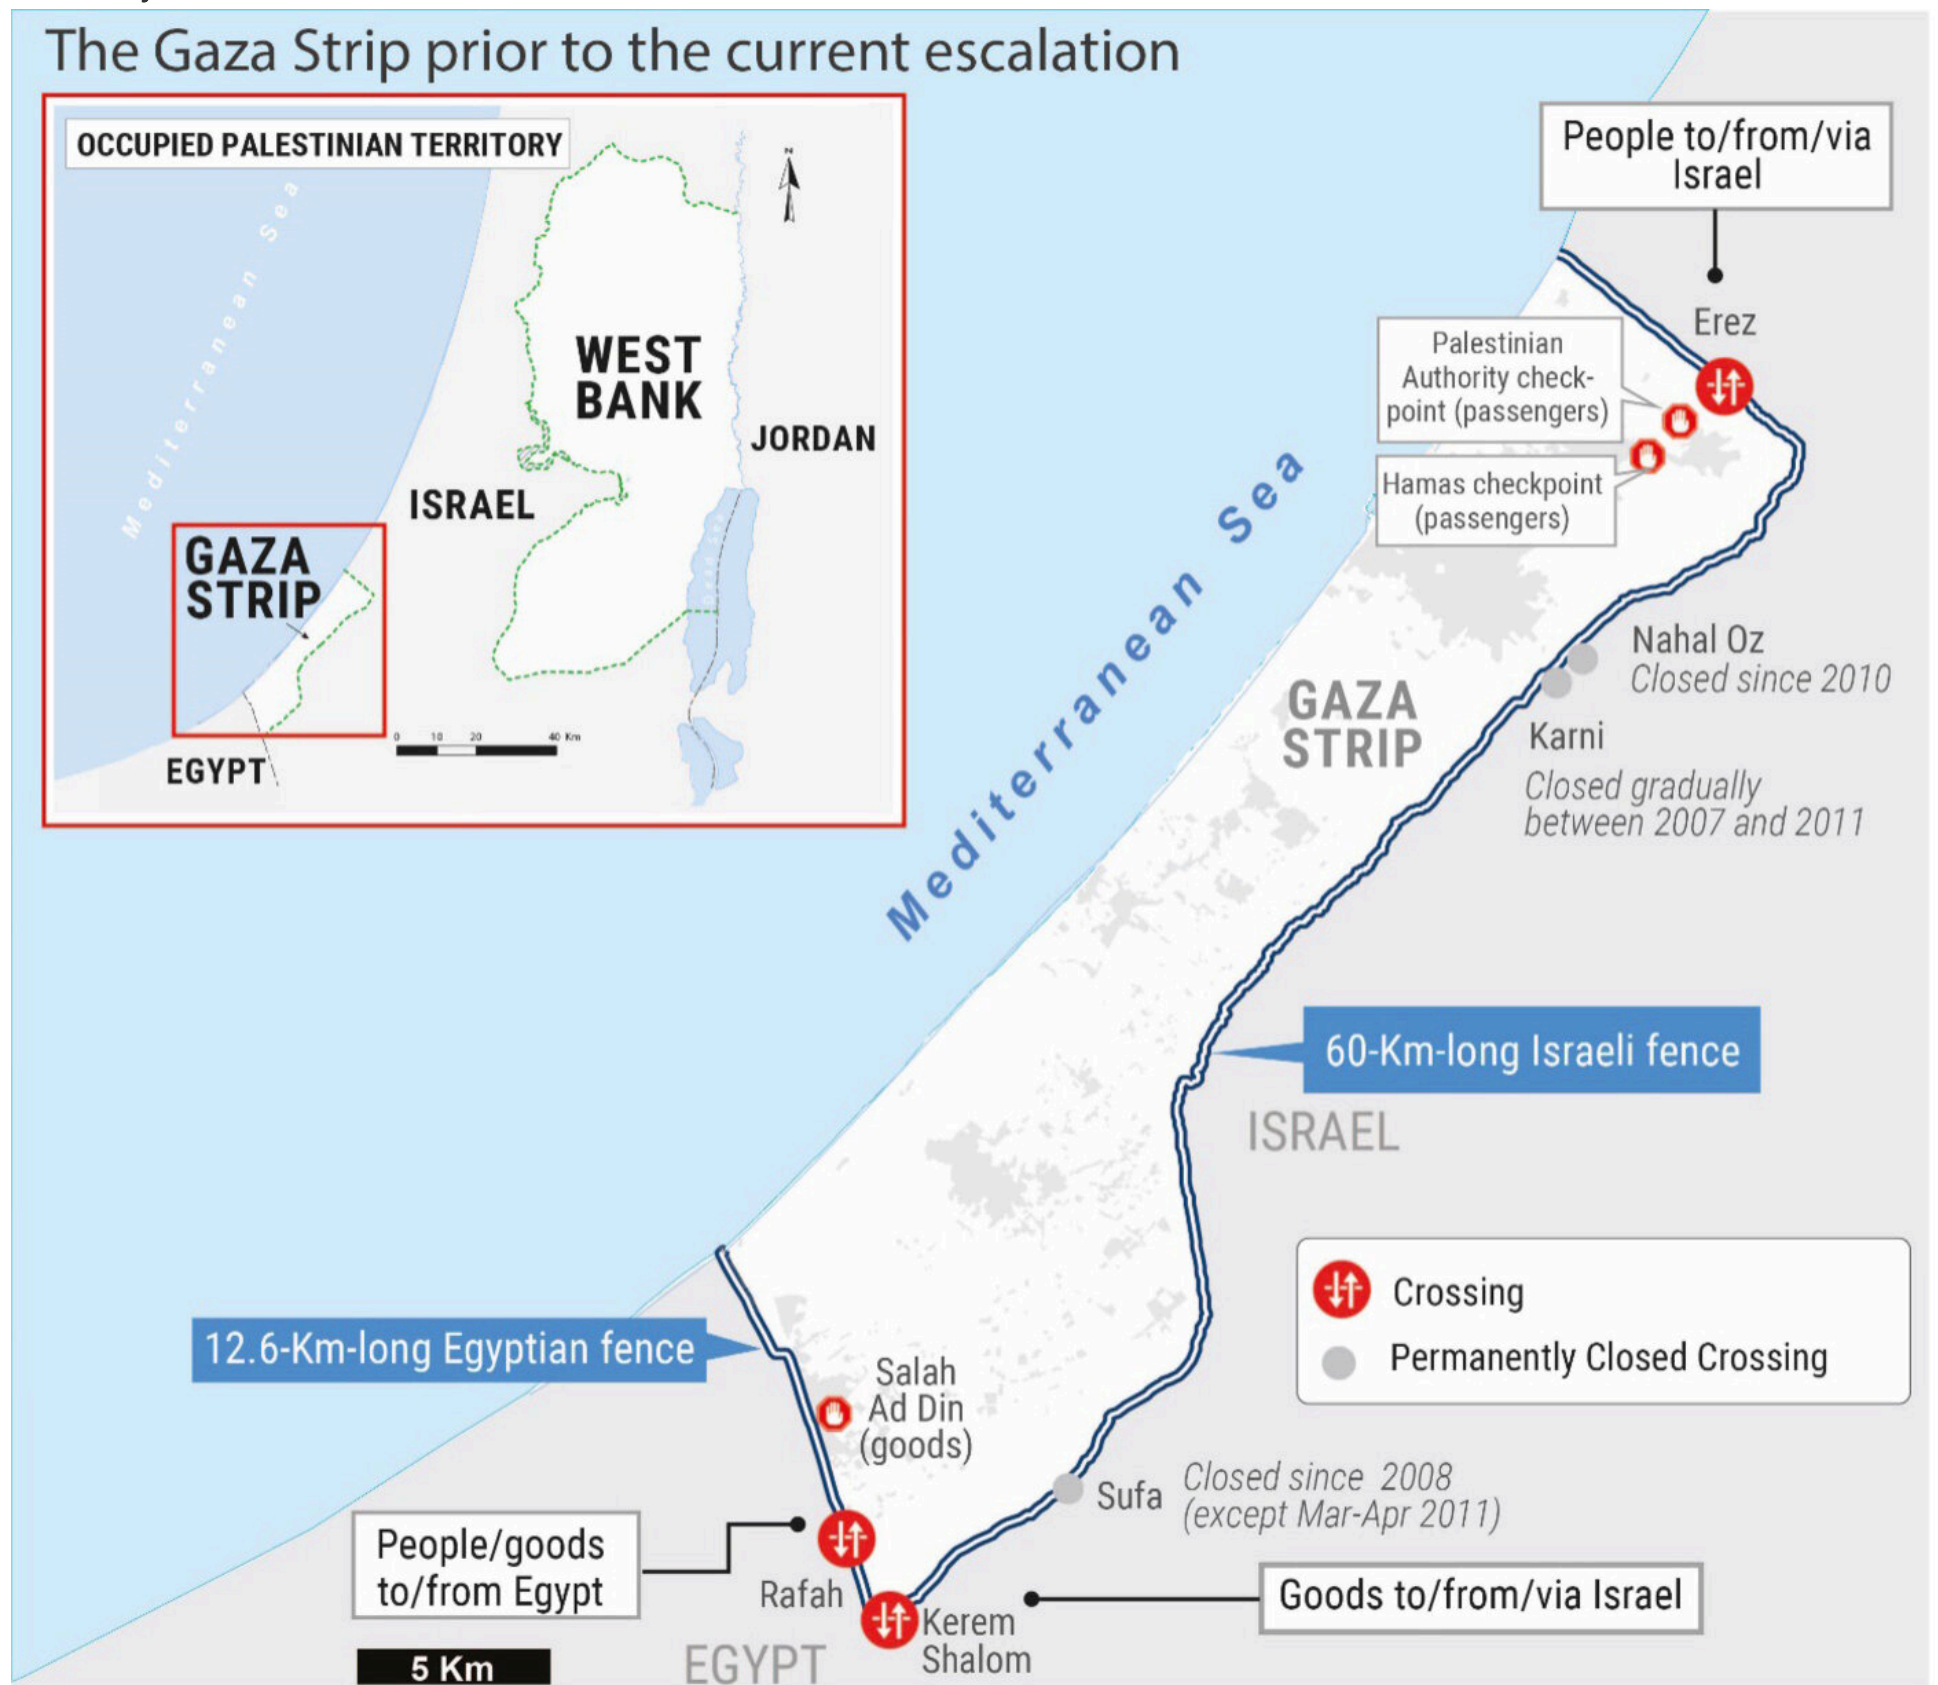 The Gaza Strip prior to the current escalation
OCCUPIED PALESTINIAN TERRITORY
Mediterranean Sea
N
WEST
BANK
JORDAN
ISRAEL
GAZA
STRIP
Dead Sea
0 10 20 40 Km
EGYPT
People to/from/via
Israel
Erez
Palestinian
Authority check-
point (passengers)
Hamas checkpoint
(passengers)
Mediterranean Sea
Nahal Oz
Closed since 2010
GAZA
STRIP
Karni
Closed gradually
between 2007 and 2011
60-Km-long Israeli fence
ISRAEL
Crossing
Permanently Closed Crossing
12.6-Km-long Egyptian fence
Salah
Ad Din
(goods)
Sufa
Closed since 2008
(except Mar-Apr 2011)
People/goods
to/from Egypt
Rafah
Goods to/from/via Israel
Kerem
Shalom
EGYPT
5 Km